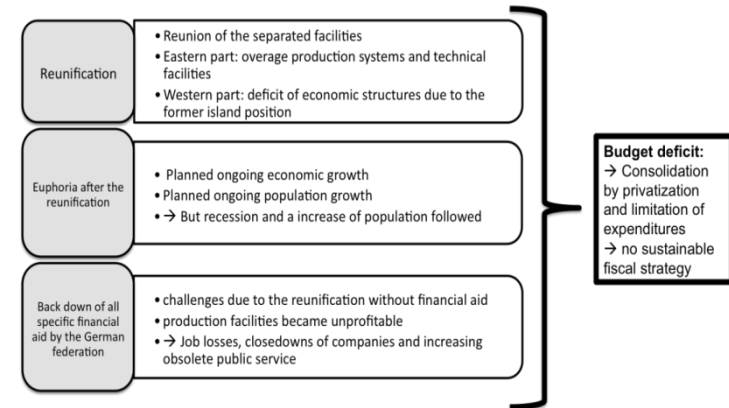 Reunification
• Reunion of the separated facilities
• Eastern part: overage production systems and technical
facilities
• Western part: deficit of economic structures due to the
former island position
Euphoria after the
reunification
• Planned ongoing economic growth
• Planned ongoing population growth
• → But recession and a increase of population followed
Back down of all
specific financial
aid by the German
federation
• challenges due to the reunification without financial aid
• production facilities became unprofitable
• → Job losses, closedowns of companies and increasing
obsolete public service
Budget deficit:
→ Consolidation
by privatization
and limitation of
expenditures
→ no sustainable
fiscal strategy